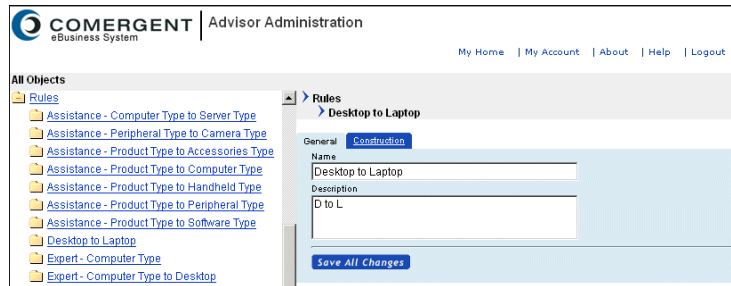 COMERGENT
eBusiness System
Advisor Administration
My Home | My Account | About | Help | Logout
All Objects
Rules
Assistance - Computer Type to Server Type
Assistance - Peripheral Type to Camera Type
Assistance - Product Type to Accessories Type
Assistance - Product Type to Computer Type
Assistance - Product Type to Handheld Type
Assistance - Product Type to Peripheral Type
Assistance - Product Type to Software Type
Desktop to Laptop
Expert - Computer Type
Expert - Computer Type to Desktop
Rules
Desktop to Laptop
General Construction
Name
Desktop to Laptop
Description
D to L
Save All Changes